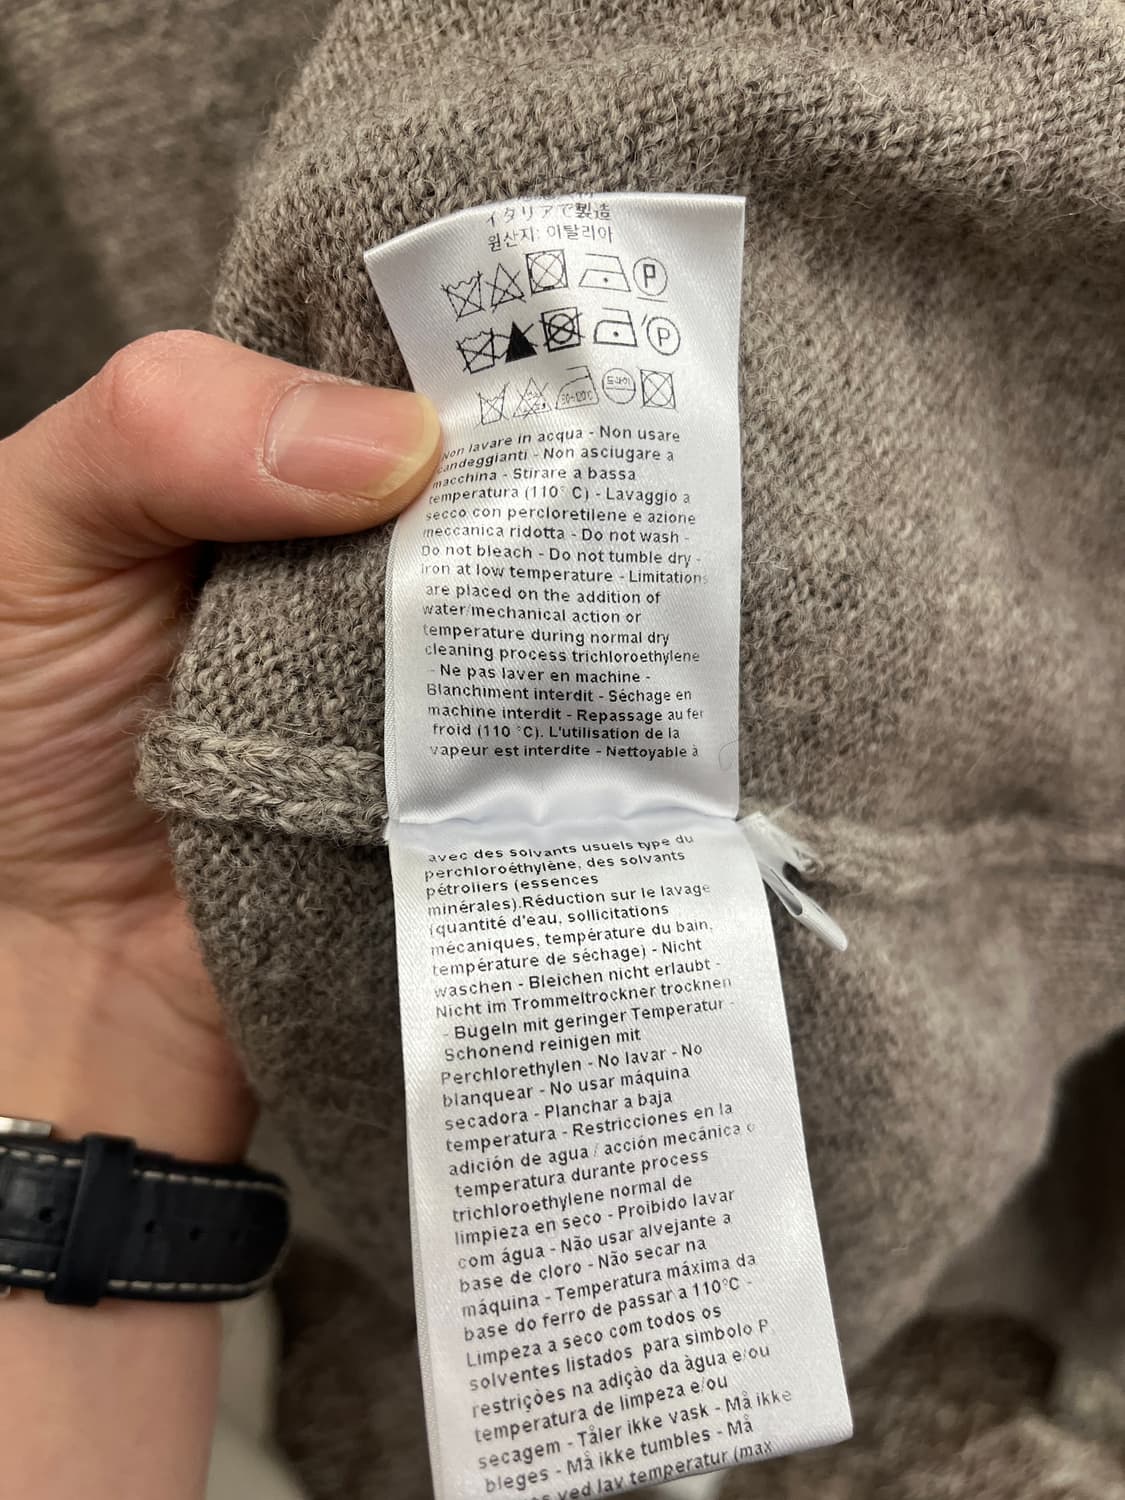 イタリアで製造
원산지: 이탈리아
P
P
드라이
Non lavare in acqua - Non usare
candeggianti - Non asciugare a
macchina - Stirare a bassa
temperatura (110° C) - Lavaggio a
secco con percloretilene e azione
meccanica ridotta - Do not wash -
Do not bleach - Do not tumble dry -
Iron at low temperature - Limitations
are placed on the addition of
water/mechanical action or
temperature during normal dry
cleaning process trichloroethylene
- Ne pas laver en machine -
Blanchiment interdit - Séchage en
machine interdit - Repassage au fer
froid (110 °C). L'utilisation de la
vapeur est interdite - Nettoyable à
avec des solvants usuels type du
perchloroéthylène, des solvants
pétroliers (essences
minérales).Réduction sur le lavage
(quantité d'eau, sollicitations
mécaniques, température du bain,
température de séchage) - Nicht
waschen - Bleichen nicht erlaubt -
Nicht im Trommeltrockner trocknen
- Bugeln mit geringer Temperatur -
Schonend reinigen mit
Perchlorethylen - No lavar - No
blanquear - No usar máquina
secadora - Planchar a baja
temperatura - Restricciones en la
adición de agua / acción mecánica o
temperatura durante process
trichloroethylene normal de
limpieza en seco - Proibido lavar
com água - Não usar alvejante a
base de cloro - Não secar na
máquina - Temperatura máxima da
base do ferro de passar a 110°C -
Limpeza a seco com todos os
solventes listados para simbolo P,
restrições na adição da àgua e/ou
temperatura de limpeza e/ou
secagem - Tåler ikke vask - Må ikke
bleges - Må ikke tumbles - Må
ved lav temperatur (max